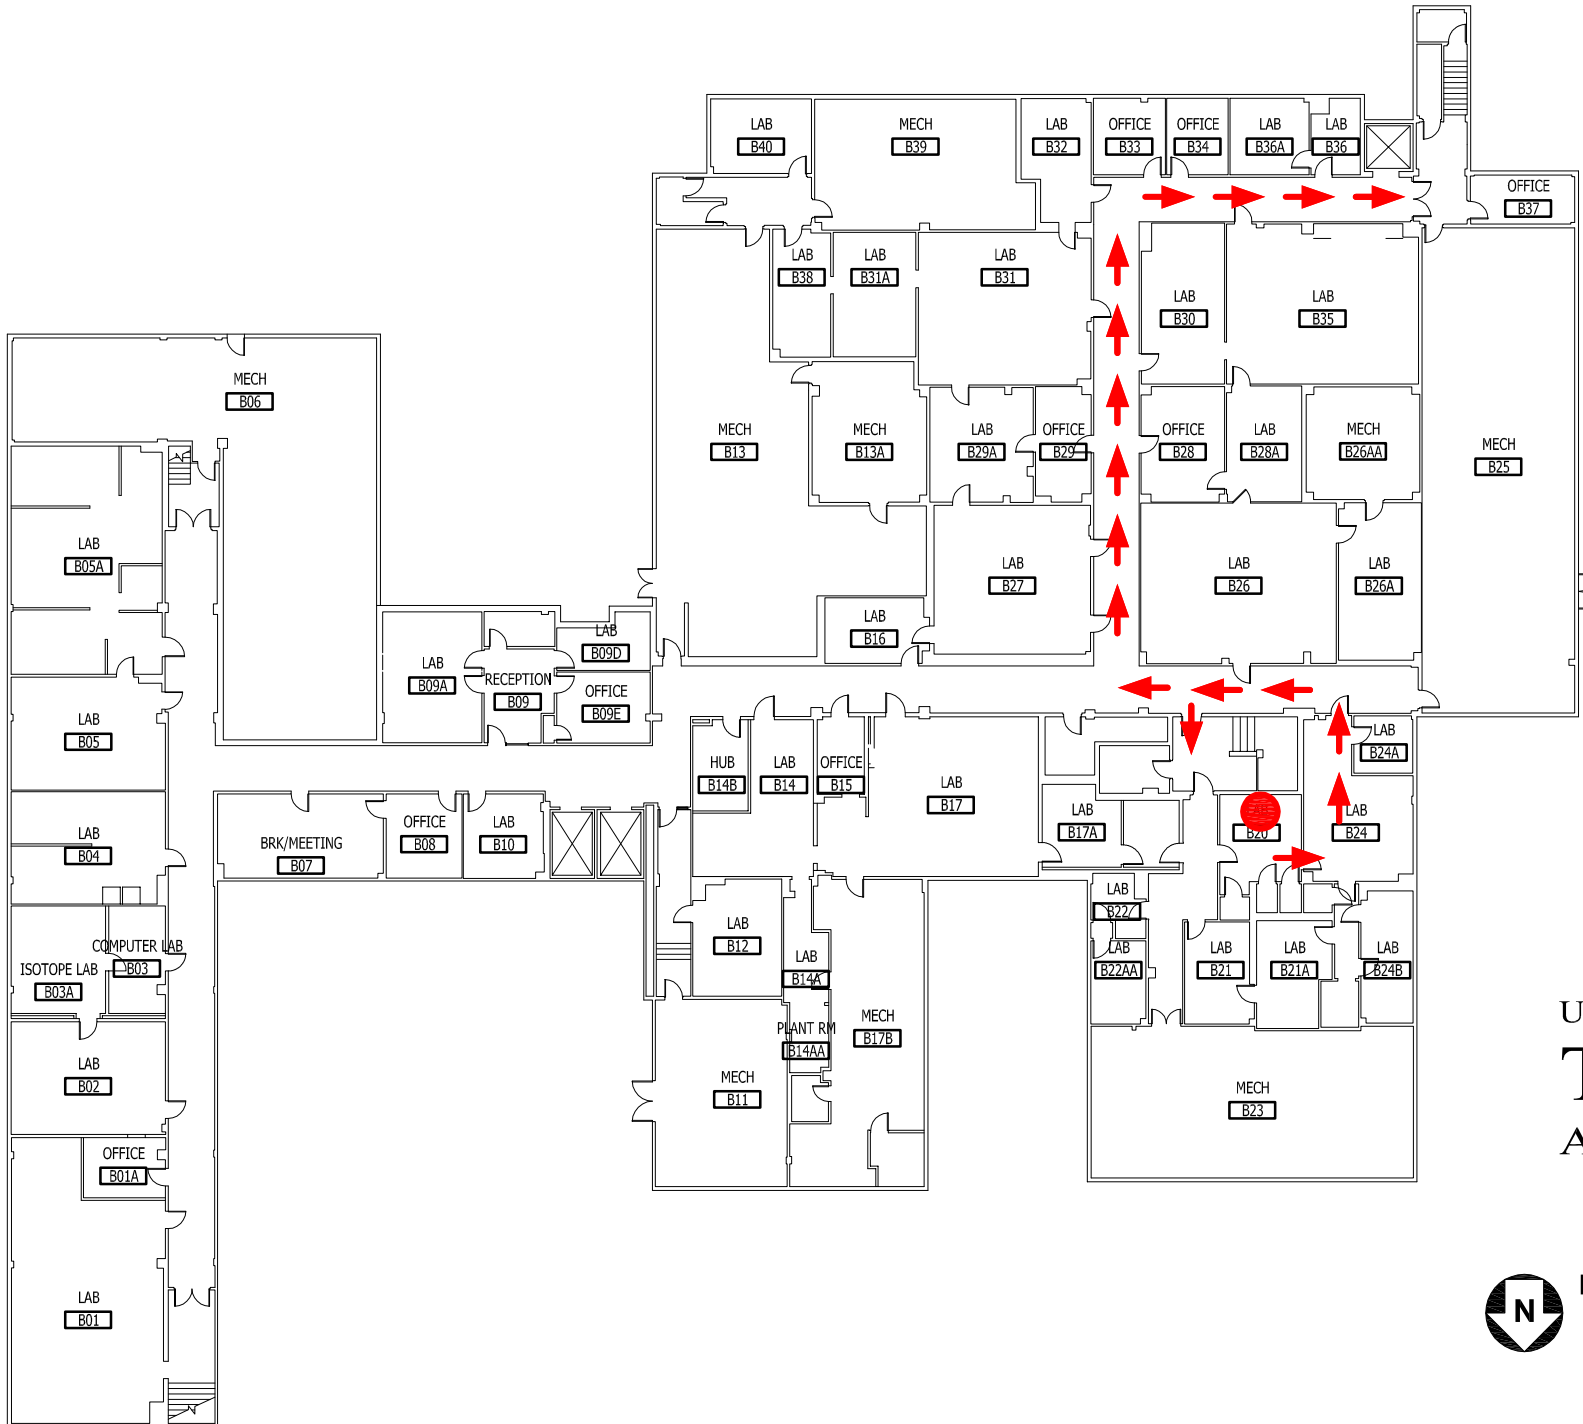 LAB
B40
MECH
B39
LAB
B32
OFFICE
B33
OFFICE
B34
LAB
B36A
LAB
B36
OFFICE
B37
LAB
B38
LAB
B31A
LAB
B31
LAB
B30
LAB
B35
MECH
B06
MECH
B13
MECH
B13A
LAB
B29A
OFFICE
B29
OFFICE
B28
LAB
B28A
MECH
B26AA
MECH
B25
LAB
B05A
LAB
B27
LAB
B26
LAB
B26A
LAB
B16
LAB
B09D
LAB
B09A
RECEPTION
B09
OFFICE
B09E
LAB
B05
HUB
B14B
LAB
B14
OFFICE
B15
LAB
B17
LAB
B24A
LAB
B17A
B20
LAB
B24
LAB
B04
BRK/MEETING
B07
OFFICE
B08
LAB
B10
LAB
B22
COMPUTER LAB
B03
ISOTOPE LAB
B03A
LAB
B12
LAB
B14A
LAB
B22AA
LAB
B21
LAB
B21A
LAB
B24B
PLANT RM
B14AA
MECH
B17B
LAB
B02
MECH
B11
MECH
B23
OFFICE
B01A
LAB
B01
U
T
A
N